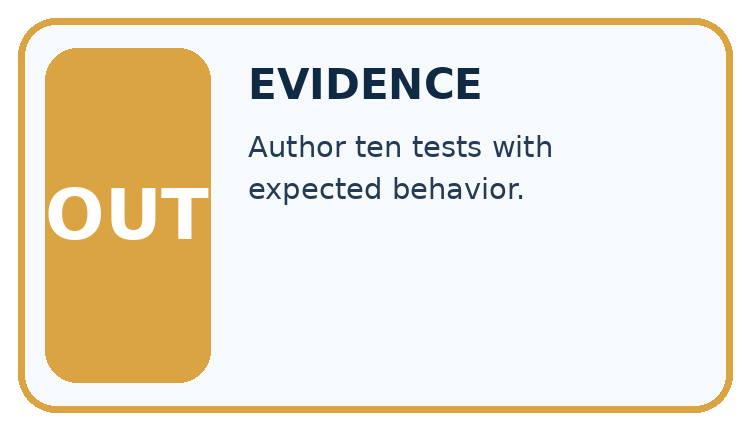 OUT
EVIDENCE
Author ten tests with
expected behavior.